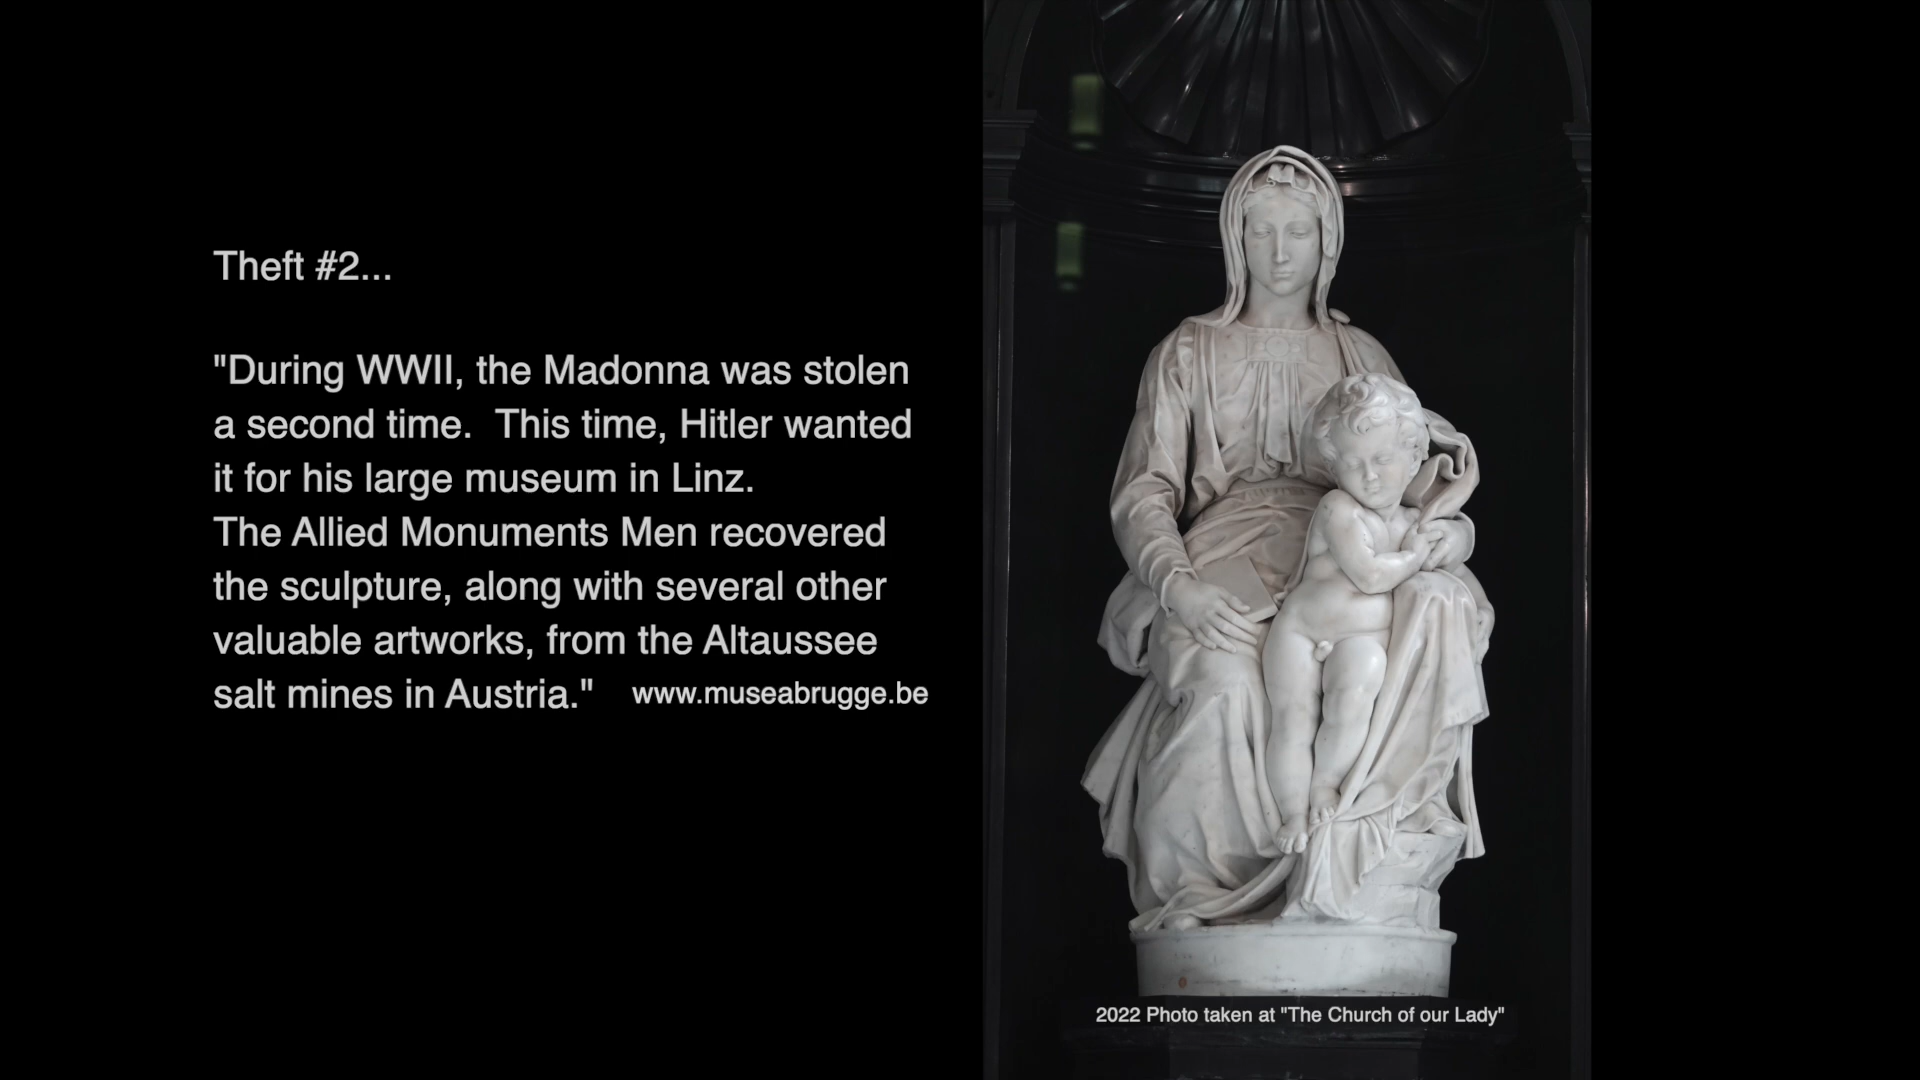 Theft #2...
"During WWII, the Madonna was stolen
a second time.  This time, Hitler wanted
it for his large museum in Linz.
The Allied Monuments Men recovered
the sculpture, along with several other
valuable artworks, from the Altaussee
salt mines in Austria."   www.museabrugge.be
2022 Photo taken at "The Church of our Lady"